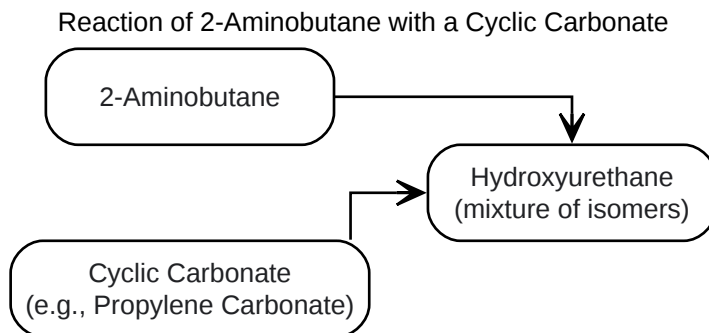 Reaction of 2-Aminobutane with a Cyclic Carbonate
2-Aminobutane
Hydroxyurethane
(mixture of isomers)
Cyclic Carbonate
(e.g., Propylene Carbonate)